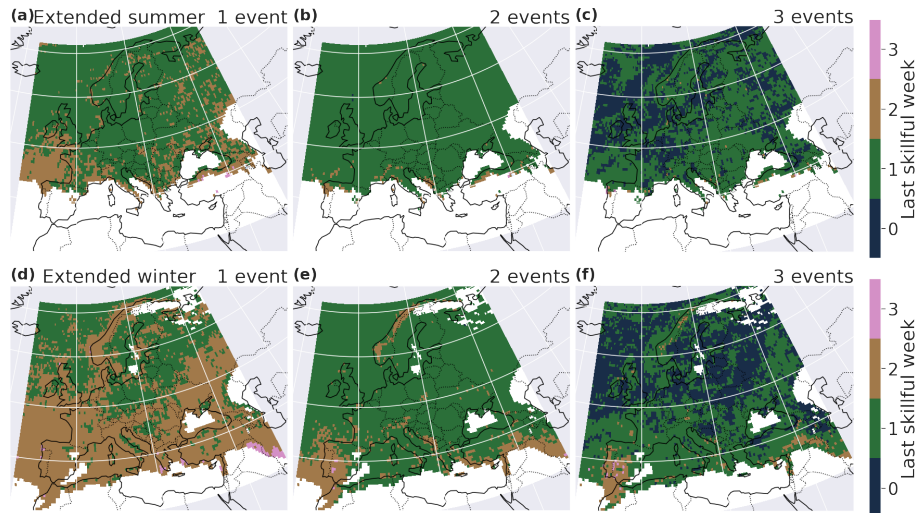 (a) Extended summer 1 event
(b) 2 events
(c) 3 events
3
2
1
0
Last skillful week
(d) Extended winter 1 event
(e) 2 events
(f) 3 events
3
2
1
0
Last skillful week